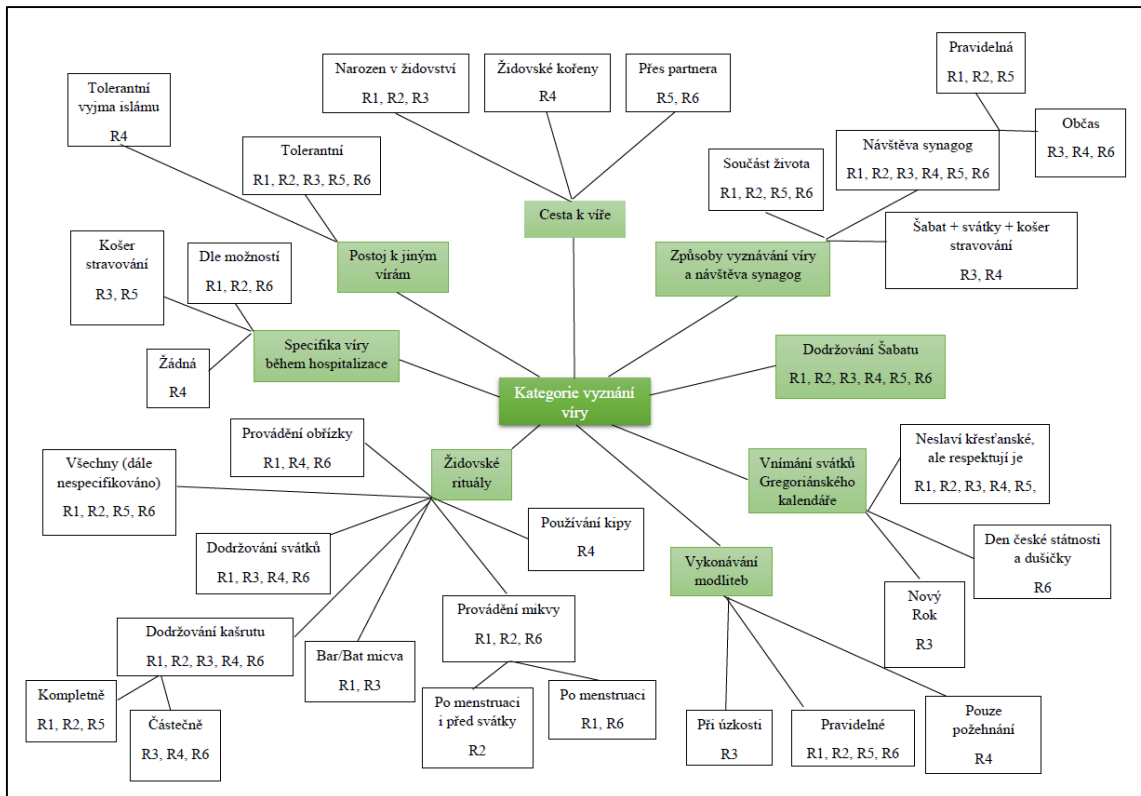 Pravidelná
R1, R2, R5
Narozen v židovství
R1, R2, R3
Židovské kořeny
R4
Přes partnera
R5, R6
Tolerantní
vyjma islámu
R4
Občas
R3, R4, R6
Tolerantní
R1, R2, R3, R5, R6
Součást života
R1, R2, R5, R6
Návštěva synagog
R1, R2, R3, R4, R5, R6
Cesta k víře
Košer
stravování
R3, R5
Dle možností
R1, R2, R6
Postoj k jiným
vírám
Způsoby vyznávání víry
a návštěva synagog
Šabat + svátky + košer
stravování
R3, R4
Žádná
R4
Specifika víry
během hospitalizace
Dodržování Šabatu
R1, R2, R3, R4, R5, R6
Kategorie vyznání
víry
Provádění obřízky
R1, R4, R6
Židovské
rituály
Všechny (dále
nespecifikováno)
R1, R2, R5, R6
Vnímání svátků
Gregoriánského
kalendáře
Neslaví křesťanské,
ale respektují je
R1, R2, R3, R4, R5,
Používání kipy
R4
Dodržování svátků
R1, R3, R4, R6
Vykonávání
modliteb
Den české státnosti
a dušičky
R6
Nový
Rok
R3
Dodržování kašrutu
R1, R2, R3, R4, R6
Bar/Bat micva
R1, R3
Provádění mikvy
R1, R2, R6
Kompletně
R1, R2, R5
Částečně
R3, R4, R6
Po menstruaci
i před svátky
R2
Po menstruaci
R1, R6
Při úzkosti
R3
Pravidelné
R1, R2, R5, R6
Pouze
požehnání
R4